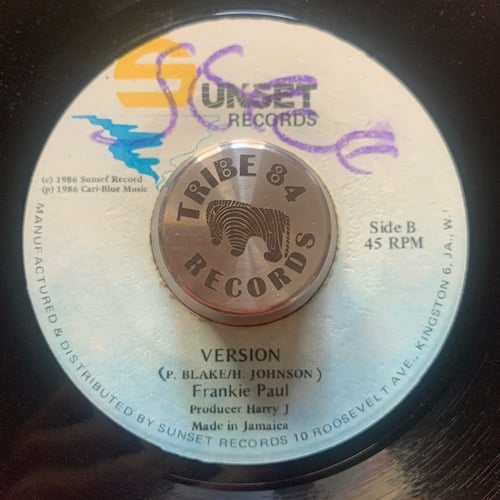 SUNSET
RECORDS
(c) 1986 Sunset Record
(p) 1986 Cari-Blue Music
TRIBE 84
RECORDS
Side B
45 RPM
VERSION
(P. BLAKE/H. JOHNSON)
Frankie Paul
Producer Harry J
Made in Jamaica
MANUFACTURED & DISTRIBUTED BY SUNSET RECORDS 10 ROOSEVELT AVE., KINGSTON 6, JA., W.